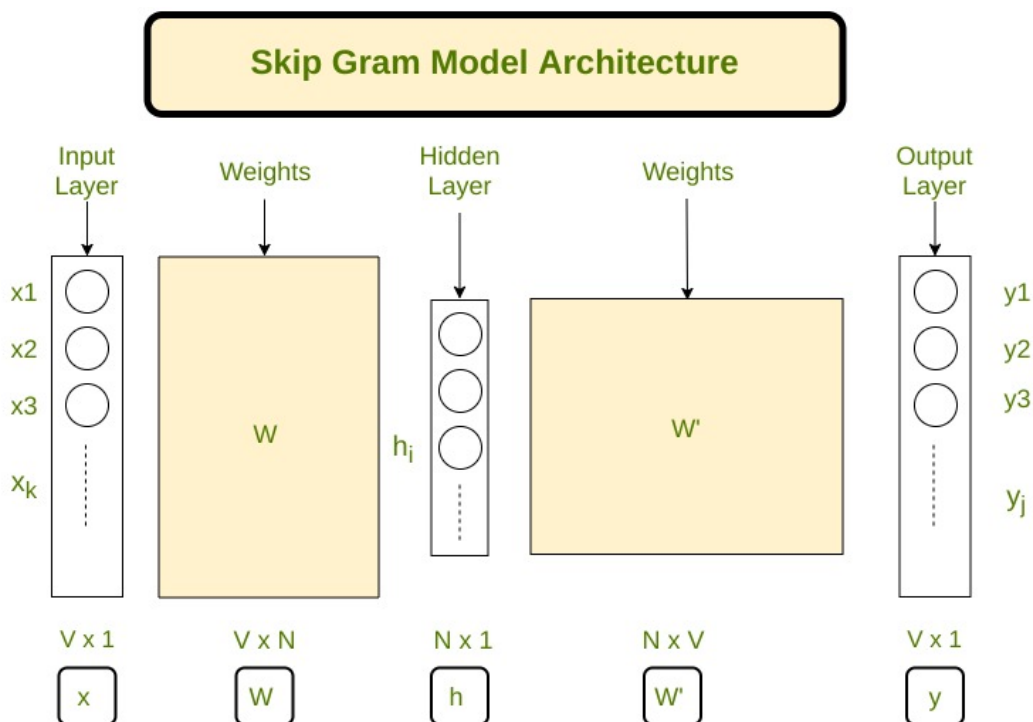 Skip Gram Model Architecture
Input
Layer
Weights
Hidden
Layer
Weights
Output
Layer
x1
x2
x3
xk
W
hi
W'
y1
y2
y3
yj
V x 1
V x N
N x 1
N x V
V x 1
x
W
h
W'
y